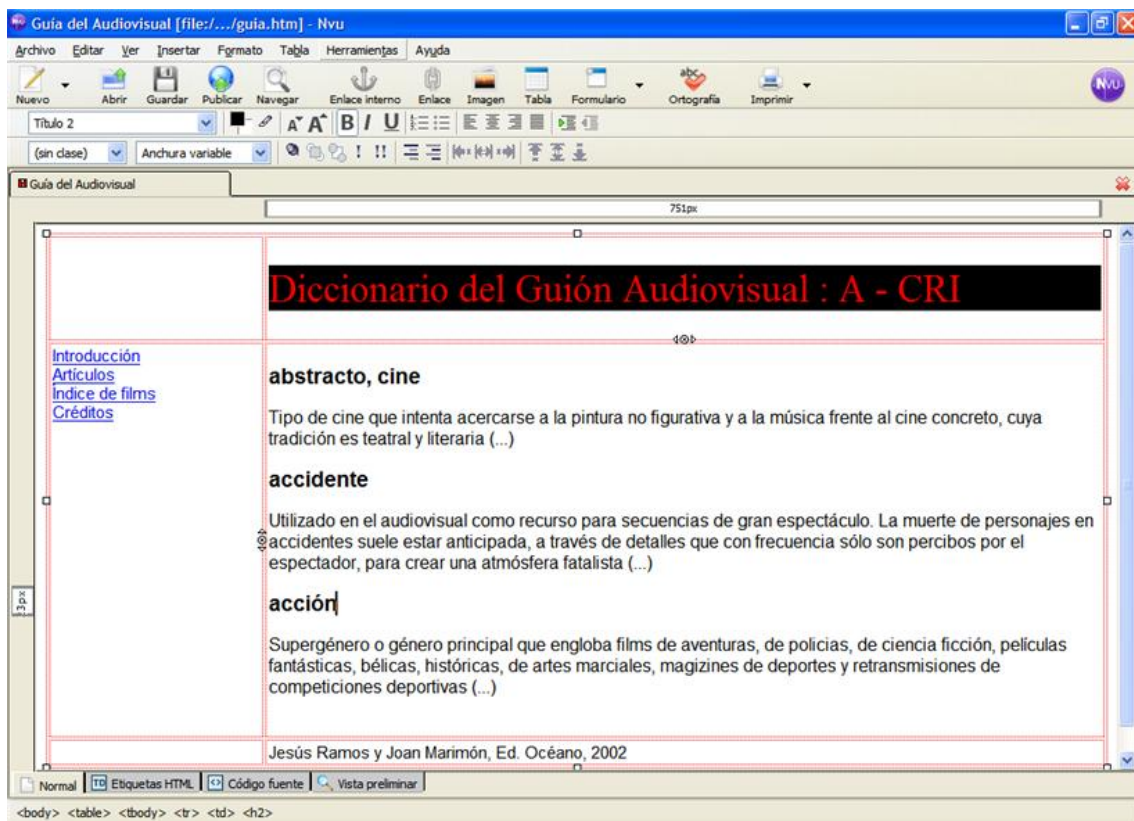 Guía del Audiovisual [file:/.../guia.htm] - Nvu
Archivo Editar Ver Insertar Formato Tabla Herramientas Ayuda
Nuevo Abrir Guardar Publicar Navegar Enlace interno Enlace Imagen Tabla Formulario Ortografía Imprimir
abc
NVU
Título 2
A A B I U
(sin clase) Anchura variable ! !!
Guía del Audiovisual
751px
Diccionario del Guión Audiovisual : A - CRI
Introducción
Artículos
Índice de films
Créditos
abstracto, cine
Tipo de cine que intenta acercarse a la pintura no figurativa y a la música frente al cine concreto, cuya
tradición es teatral y literaria (...)
accidente
Utilizado en el audiovisual como recurso para secuencias de gran espectáculo. La muerte de personajes en
accidentes suele estar anticipada, a través de detalles que con frecuencia sólo son percibos por el
espectador, para crear una atmósfera fatalista (...)
3px
acción
Supergénero o género principal que engloba films de aventuras, de policias, de ciencia ficción, películas
fantásticas, bélicas, históricas, de artes marciales, magizines de deportes y retransmisiones de
competiciones deportivas (...)
Jesús Ramos y Joan Marimón, Ed. Océano, 2002
Normal TD Etiquetas HTML Código fuente Vista preliminar
<body> <table> <tbody> <tr> <td> <h2>